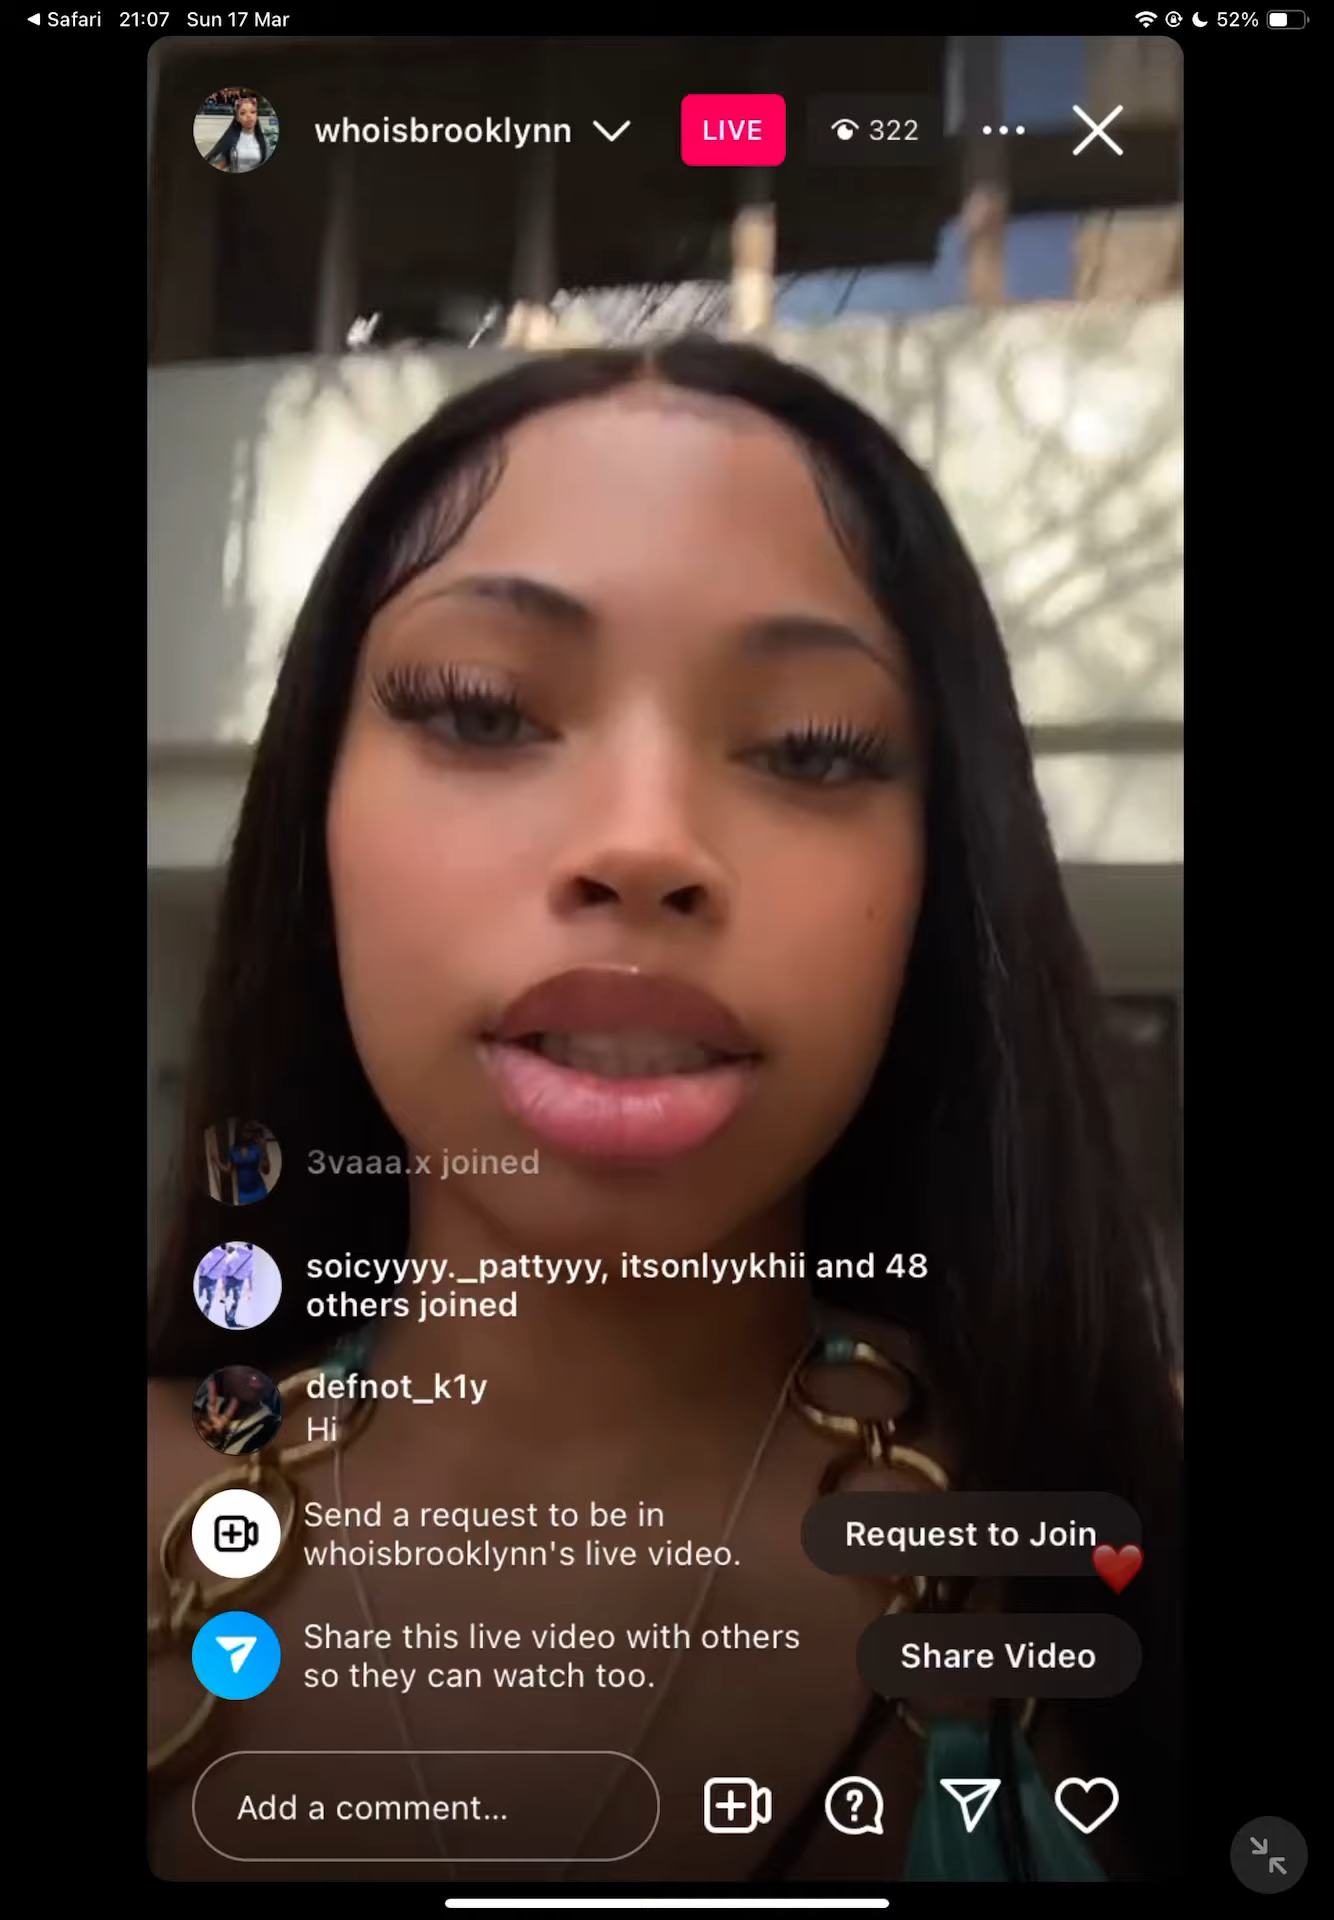 Safari 21:07 Sun 17 Mar 52%
whoisbrooklynn LIVE 322
3vaaa.x joined
soicyyyy._pattyyy, itsonlyykhii and 48
others joined
defnot_k1y
Hi
Send a request to be in
whoisbrooklynn's live video.
Request to Join
Share this live video with others
so they can watch too.
Share Video
Add a comment...